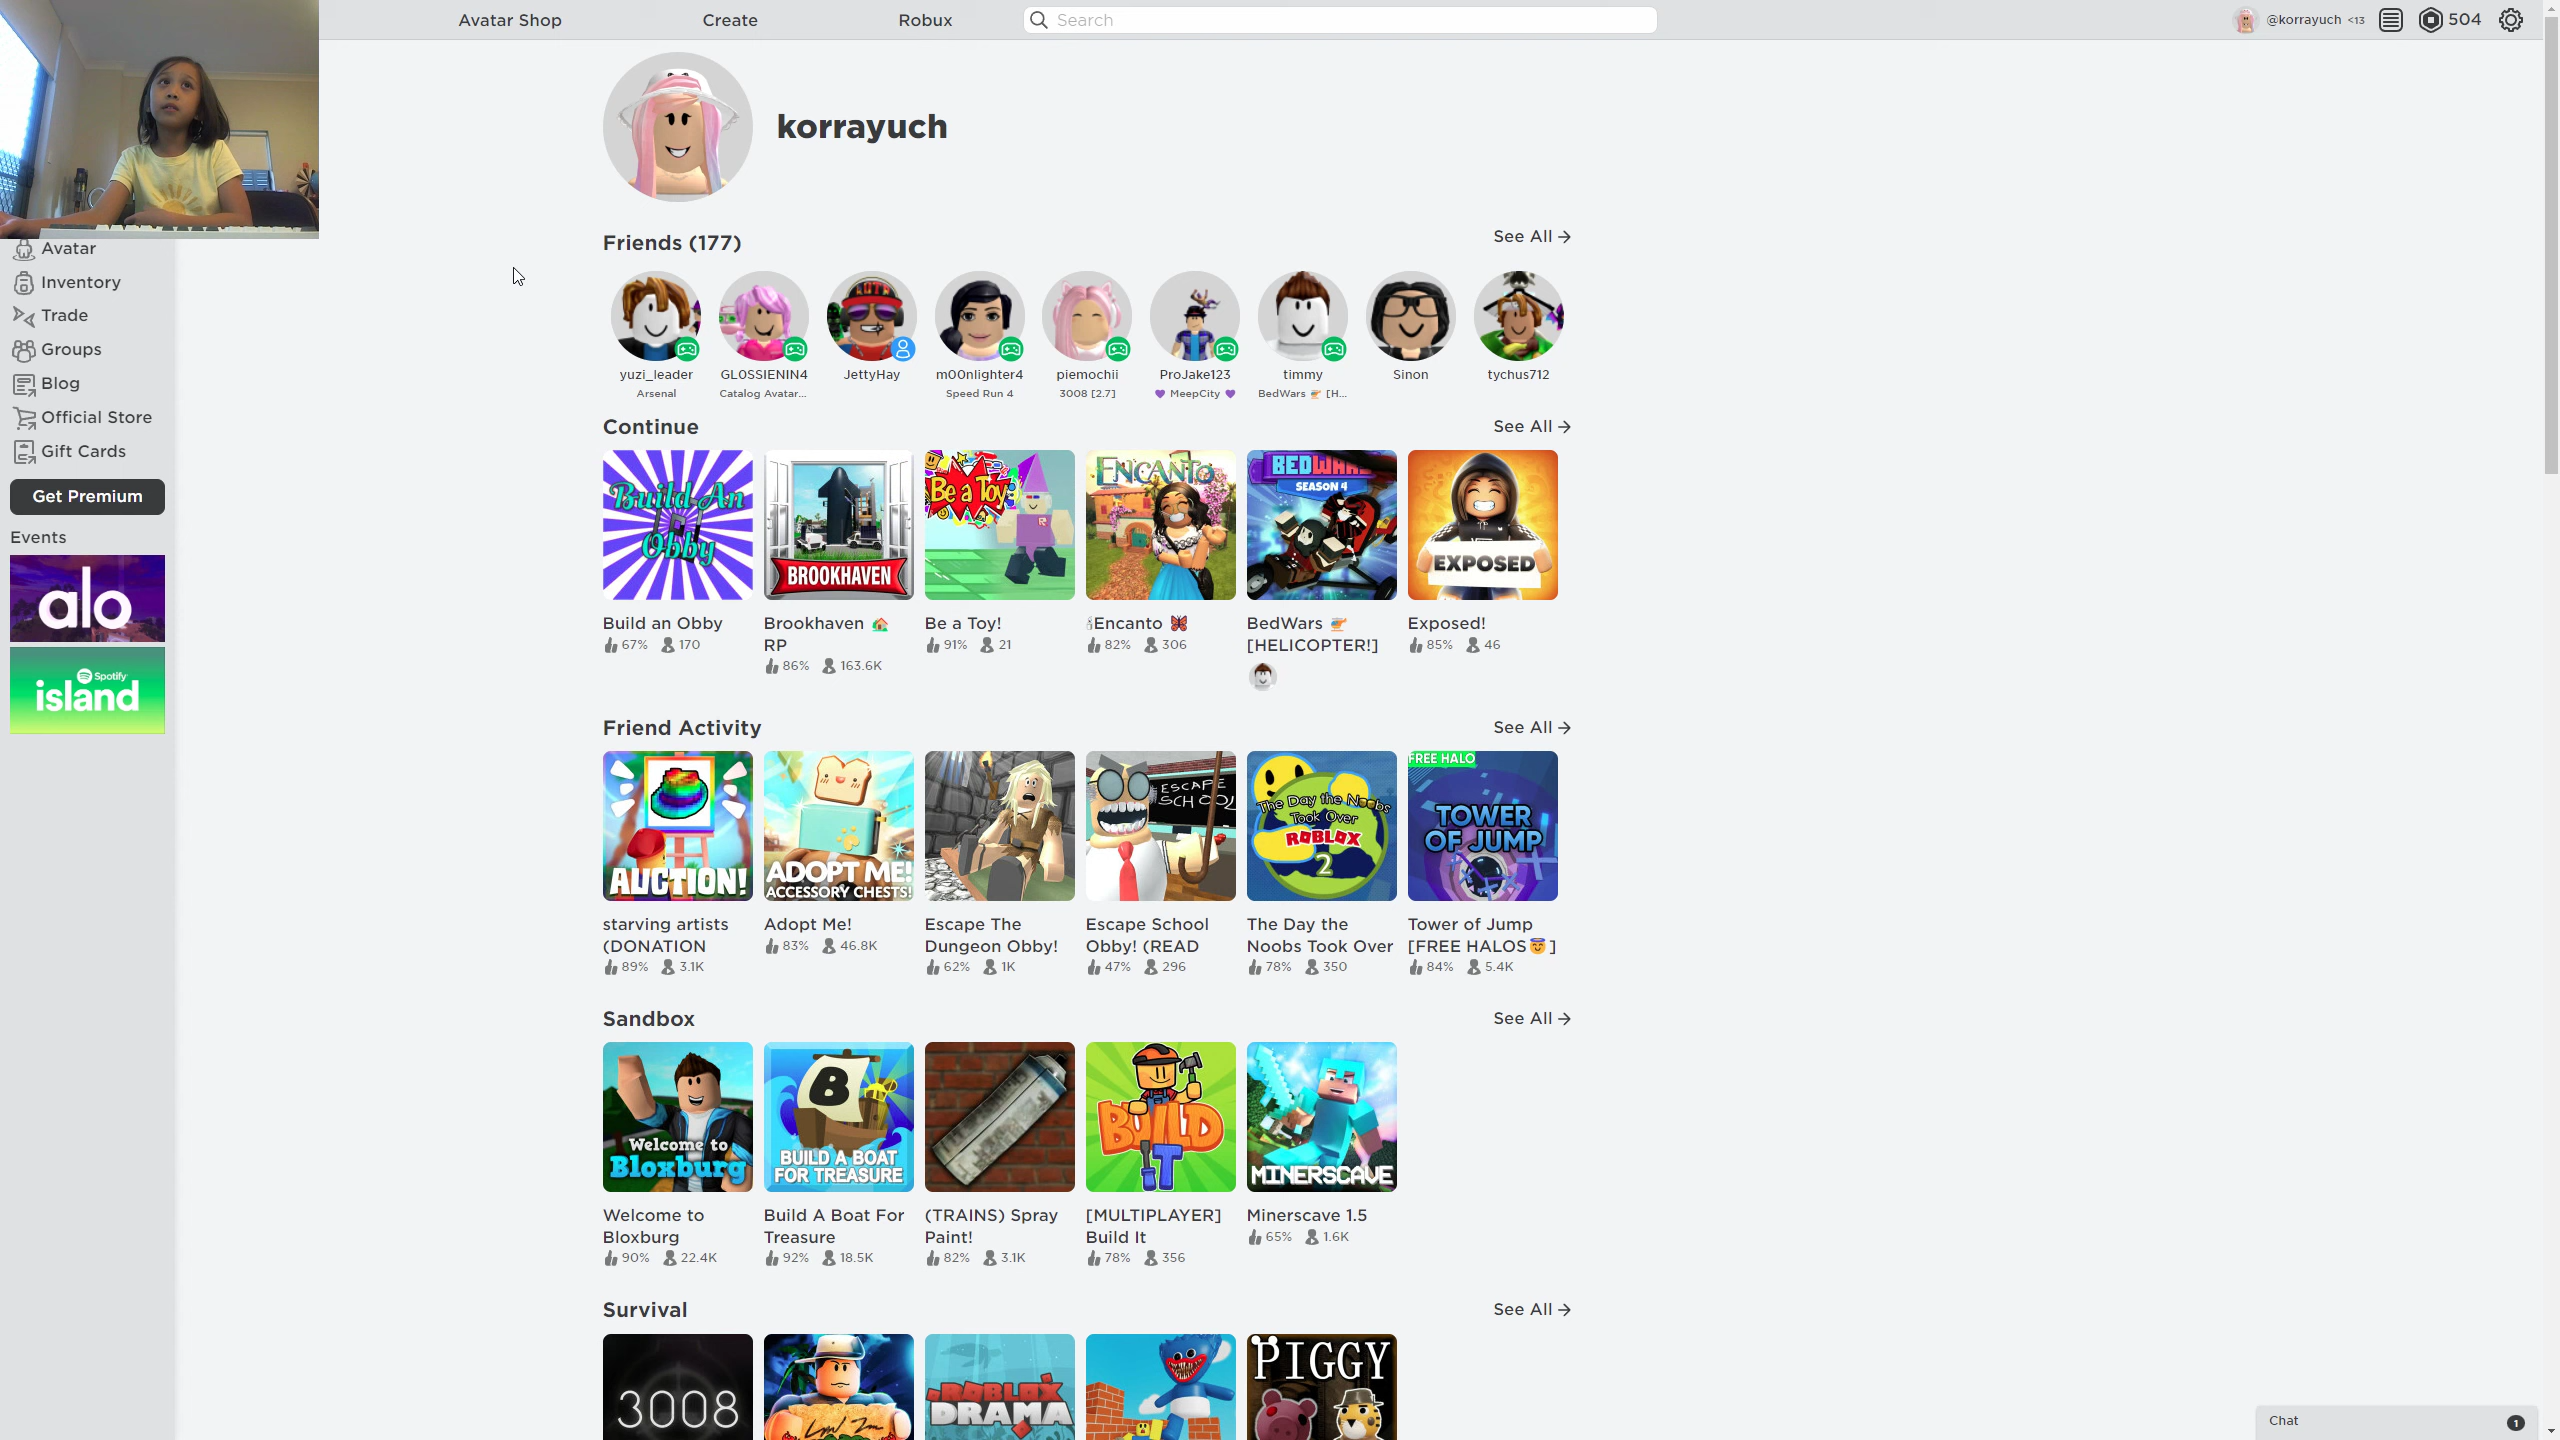 Avatar Shop
Create
Robux
Search
@korrayuch <13
504
korrayuch
Avatar
Inventory
Trade
Groups
Blog
Official Store
Gift Cards
Get Premium
Events
alo
Spotify
island
Friends (177)
See All
yuzi_leader
Arsenal
GL0SSIENIN4
Catalog Avatar...
JettyHay
m00nlighter4
Speed Run 4
piemochii
3008 [2.7]
ProJake123
💜 MeepCity 💜
timmy
BedWars 🚁 [H...
Sinon
tychus712
Continue
See All
Build An
Obby
BROOKHAVEN
Be a Toy!
ENCANTO
BEDWARS
SEASON 4
EXPOSED
Build an Obby
67% 170
Brookhaven 🏡
RP
86% 163.6K
Be a Toy!
91% 21
Encanto 🦋
82% 306
BedWars 🚁
[HELICOPTER!]
Exposed!
85% 46
Friend Activity
See All
AUCTION!
ADOPT ME!
ACCESSORY CHESTS!
ESCAPE
SCHOOL
The Day the Noobs
Took Over
ROBLOX
2
FREE HALO
TOWER
OF JUMP
starving artists
(DONATION
89% 3.1K
Adopt Me!
83% 46.8K
Escape The
Dungeon Obby!
62% 1K
Escape School
Obby! (READ
47% 296
The Day the
Noobs Took Over
78% 350
Tower of Jump
[FREE HALOS😇]
84% 5.4K
Sandbox
See All
Welcome to
Bloxburg
B
BUILD A BOAT
FOR TREASURE
BUILD
IT
MINERSCAVE
Welcome to
Bloxburg
90% 22.4K
Build A Boat For
Treasure
92% 18.5K
(TRAINS) Spray
Paint!
82% 3.1K
[MULTIPLAYER]
Build It
78% 356
Minerscave 1.5
65% 1.6K
Survival
See All
3008
ROBLOX
DRAMA
PIGGY
Chat
1